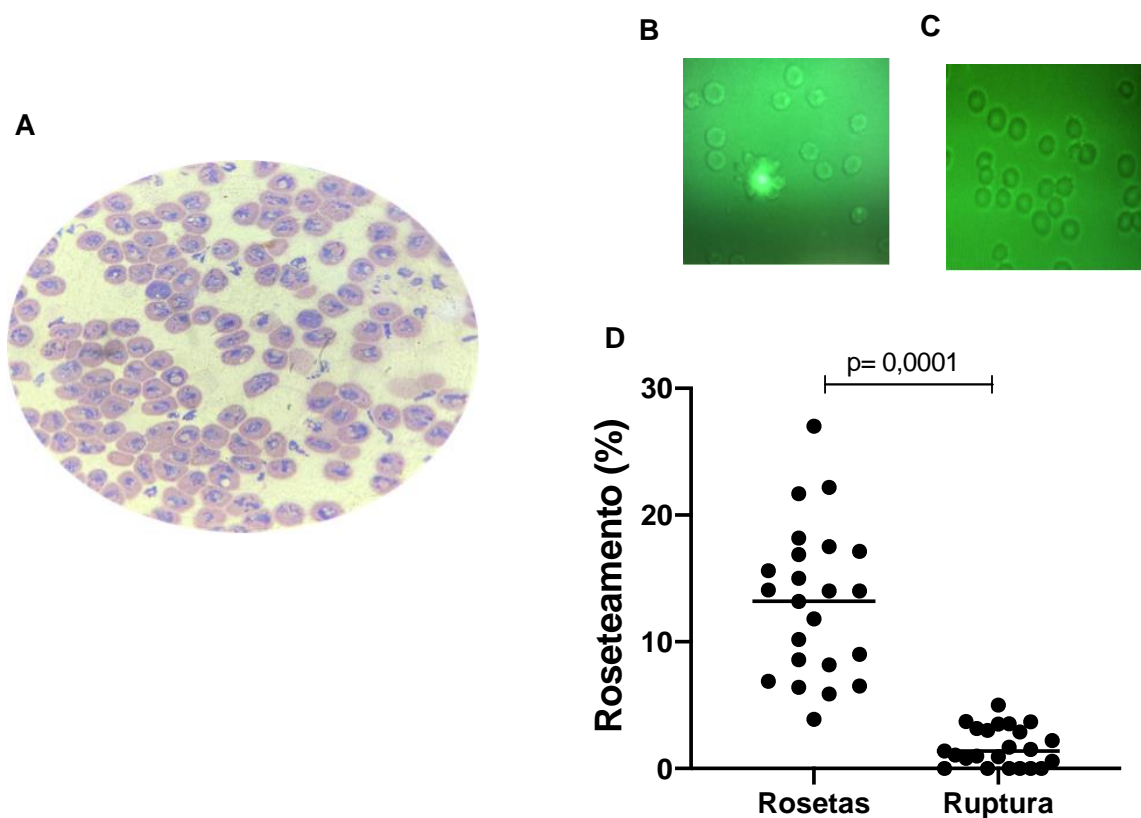 A
B
C
D
p= 0,0001
Roseteamento (%)
30
20
10
0
Rosetas
Ruptura